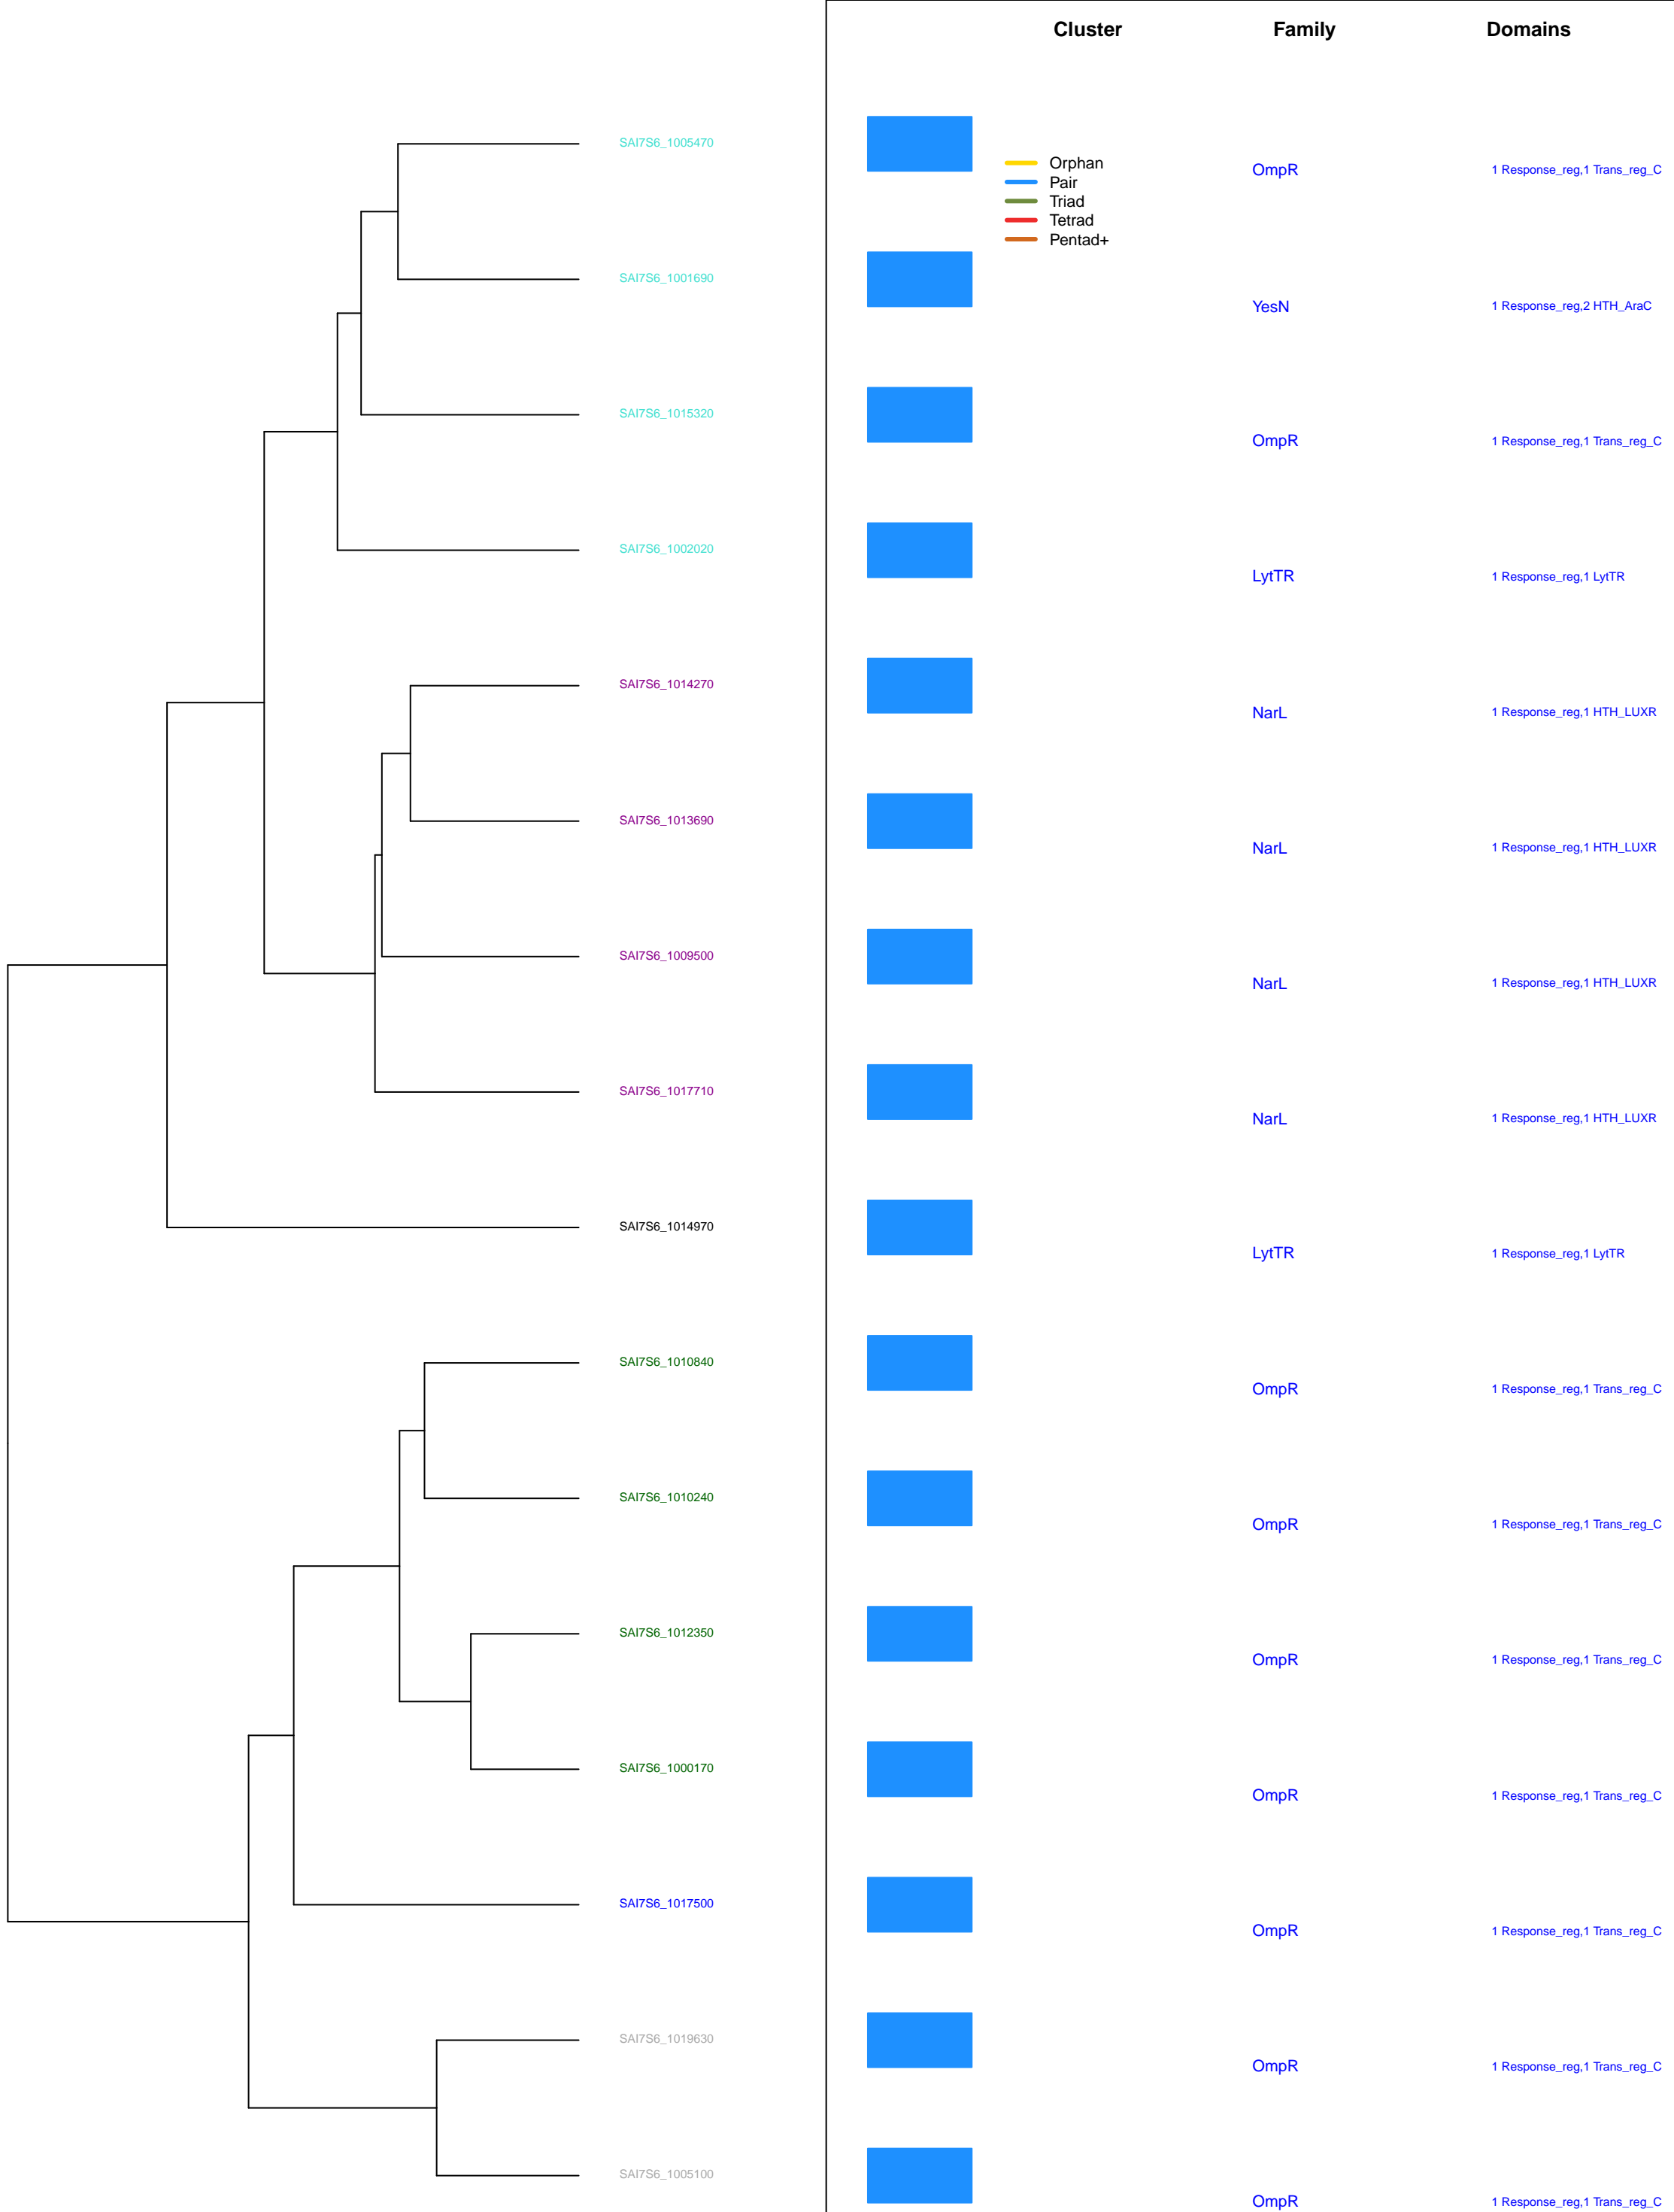 Cluster Family Domains
SAI7S6_1005470
Orphan
Pair
Triad
Tetrad
Pentad+
OmpR 1 Response_reg,1 Trans_reg_C
SAI7S6_1001690
YesN 1 Response_reg,2 HTH_AraC
SAI7S6_1015320
OmpR 1 Response_reg,1 Trans_reg_C
SAI7S6_1002020
LytTR 1 Response_reg,1 LytTR
SAI7S6_1014270
NarL 1 Response_reg,1 HTH_LUXR
SAI7S6_1013690
NarL 1 Response_reg,1 HTH_LUXR
SAI7S6_1009500
NarL 1 Response_reg,1 HTH_LUXR
SAI7S6_1017710
NarL 1 Response_reg,1 HTH_LUXR
SAI7S6_1014970
LytTR 1 Response_reg,1 LytTR
SAI7S6_1010840
OmpR 1 Response_reg,1 Trans_reg_C
SAI7S6_1010240
OmpR 1 Response_reg,1 Trans_reg_C
SAI7S6_1012350
OmpR 1 Response_reg,1 Trans_reg_C
SAI7S6_1000170
OmpR 1 Response_reg,1 Trans_reg_C
SAI7S6_1017500
OmpR 1 Response_reg,1 Trans_reg_C
SAI7S6_1019630
OmpR 1 Response_reg,1 Trans_reg_C
SAI7S6_1005100
OmpR 1 Response_reg,1 Trans_reg_C